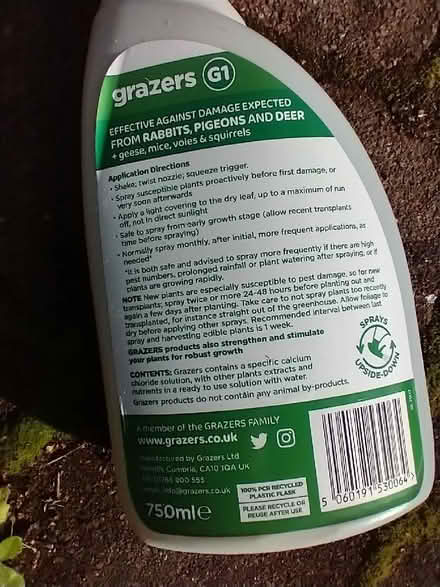 grazers G1
EFFECTIVE AGAINST DAMAGE EXPECTED
FROM RABBITS, PIGEONS AND DEER
+ geese, mice, voles & squirrels
Application Directions
• Shake; twist nozzle; squeeze trigger.
• Spray susceptible plants proactively before first damage, or
very soon afterwards
• Apply a light covering to the dry leaf, up to a maximum of run
off, not in direct sunlight
• Safe to spray from early growth stage (allow recent transplants
time before spraying)
• Normally spray monthly, after initial, more frequent applications, as
needed*
*It is both safe and advised to spray more frequently if there are high
pest numbers, prolonged rainfall or plant watering after spraying, or if
plants are growing rapidly.
NOTE New plants are especially susceptible to pest damage, so for new
transplants; spray twice or more 24-48 hours before planting out and
again a few days after planting. Take care to not spray plants too recently
transplanted, for instance straight out of the greenhouse. Allow foliage to
dry before applying other sprays. Recommended interval between last
spray and harvesting edible plants is 1 week.
GRAZERS products also strengthen and stimulate
your plants for robust growth
SPRAYS
UPSIDE-DOWN
CONTENTS: Grazers contains a specific calcium
chloride solution, with other plants extracts and
nutrients in a ready to use solution with water.
Grazers products do not contain any animal by-products.
A member of the GRAZERS FAMILY
www.grazers.co.uk
Manufactured by Grazers Ltd
Cumbria, CA10 1QA UK
info@grazers.co.uk
100% PCR RECYCLED
PLASTIC FLASK
PLEASE RECYCLE OR
REUSE AFTER USE
750ml e
5 060191 530064 >